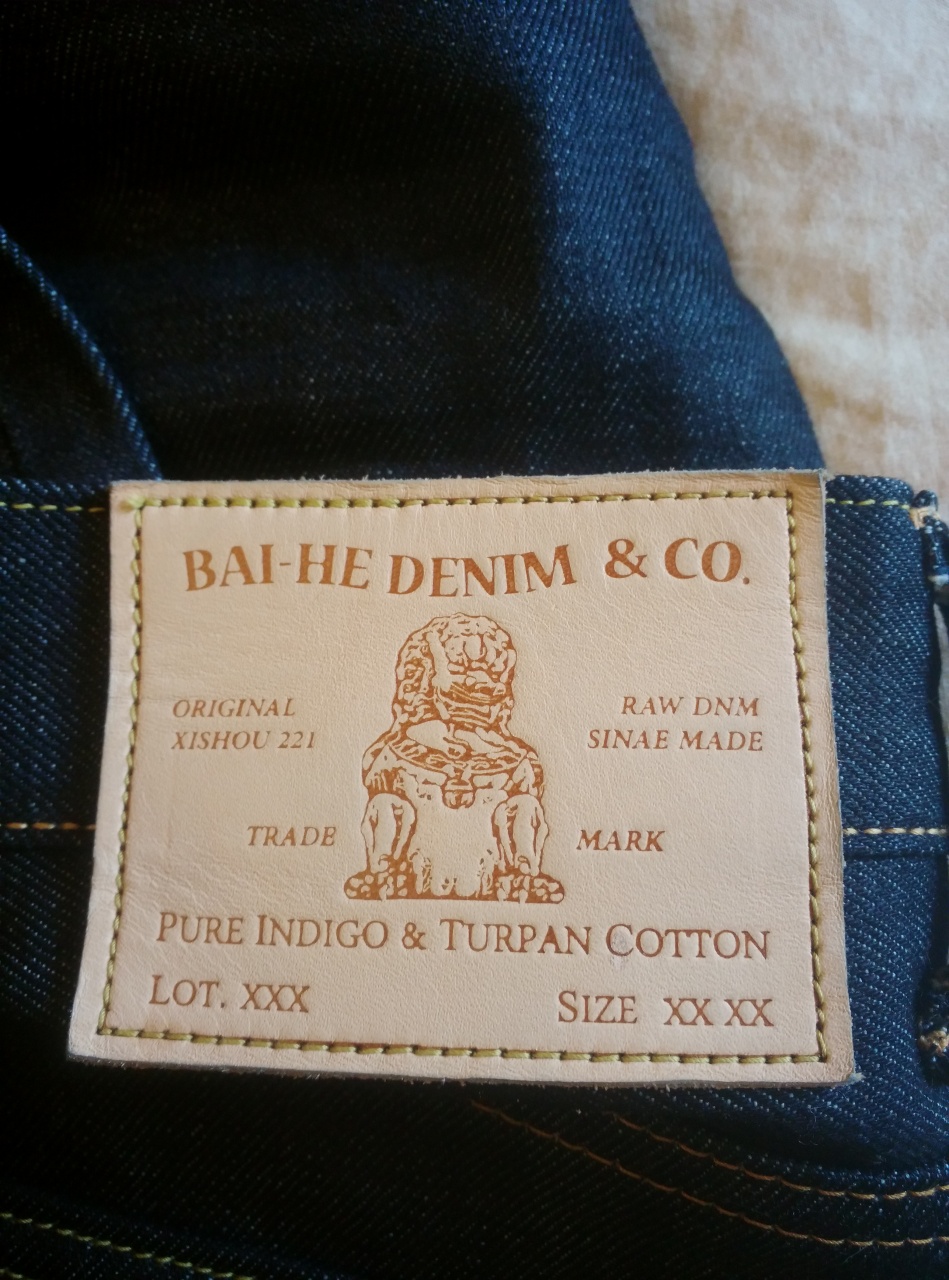 BAI-HE DENIM & CO.
ORIGINAL
XISHOU 221
RAW DNM
SINAE MADE
TRADE MARK
PURE INDIGO & TURPAN COTTON
LOT. XXX SIZE XX XX